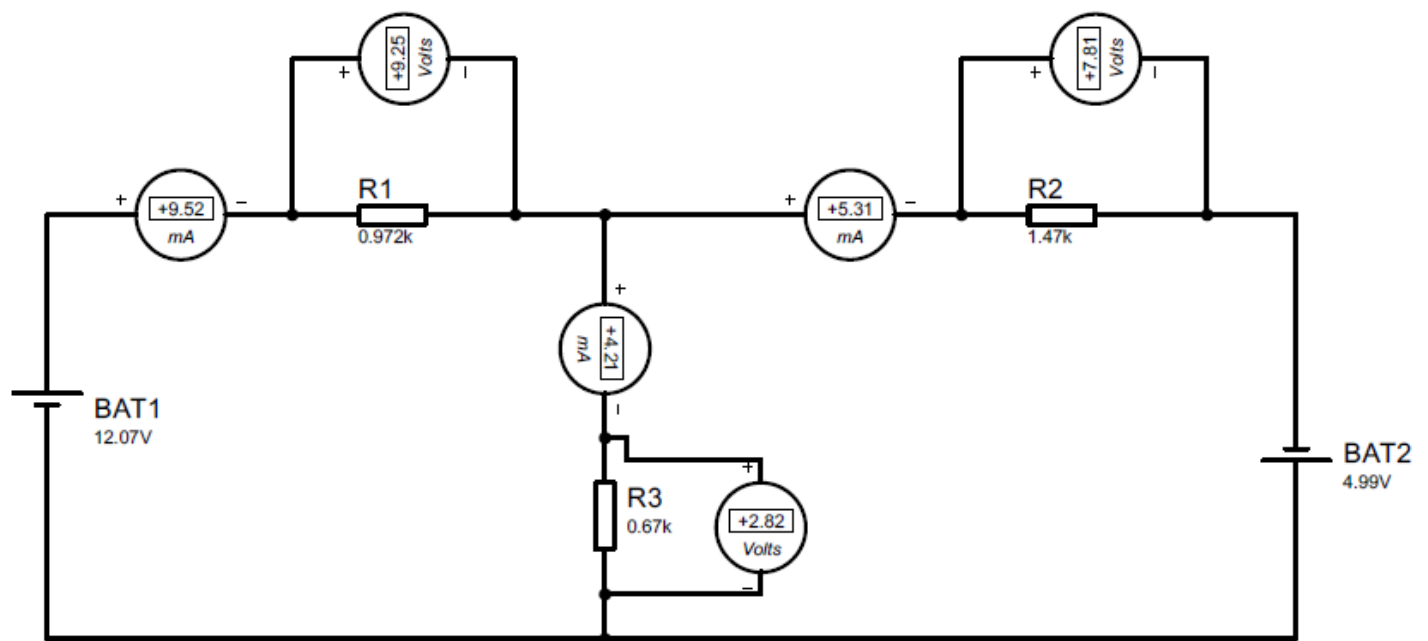 +9.25
Volts
+ −
+7.81
Volts
+ −
+ −
+9.52
mA
R1
0.972k
+ −
+5.31
mA
R2
1.47k
+
+4.21
mA
−
BAT1
12.07V
BAT2
4.99V
R3
0.67k
+
+2.82
Volts
−